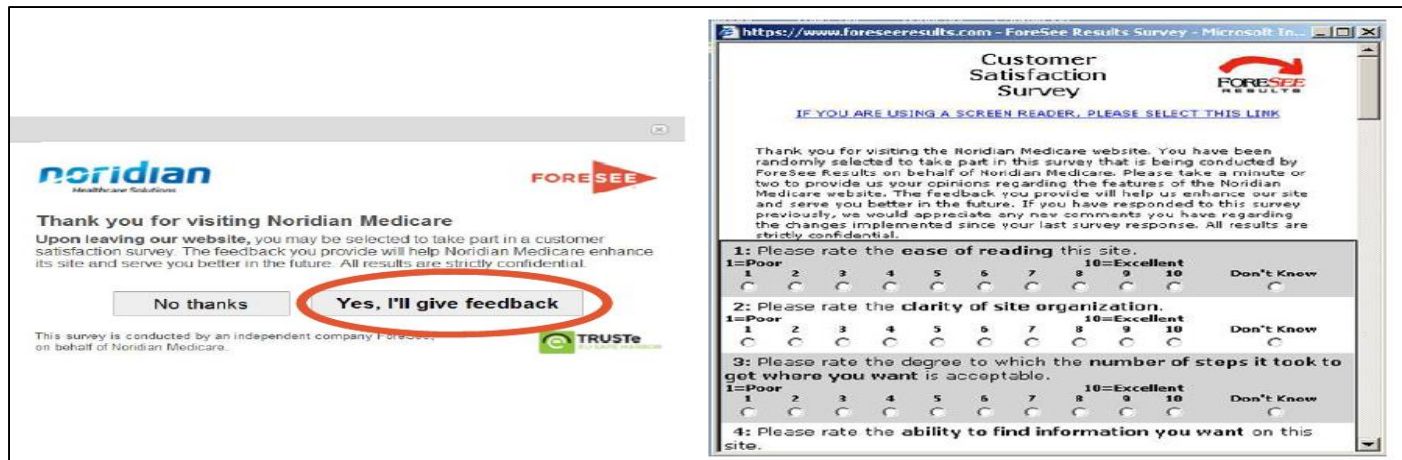 noridian
Healthcare Solutions
FORESEE
Thank you for visiting Noridian Medicare
Upon leaving our website, you may be selected to take part in a customer
satisfaction survey. The feedback you provide will help Noridian Medicare enhance
its site and serve you better in the future. All results are strictly confidential.
No thanks
Yes, I'll give feedback
This survey is conducted by an independent company ForeSee,
on behalf of Noridian Medicare.
TRUSTe
https://www.foreseeresults.com - ForeSee Results Survey - Microsoft In...
Customer
Satisfaction
Survey
FORESEE
RESULTS
IF YOU ARE USING A SCREEN READER, PLEASE SELECT THIS LINK
Thank you for visiting the Noridian Medicare website. You have been
randomly selected to take part in this survey that is being conducted by
ForeSee Results on behalf of Noridian Medicare. Please take a minute or
two to provide us your opinions regarding the features of the Noridian
Medicare website. The feedback you provide will help us enhance our site
and serve you better in the future. If you have responded to this survey
previously, we would appreciate any new comments you have regarding
the changes implemented since your last survey response. All results are
strictly confidential.
1: Please rate the ease of reading this site.
1=Poor 10=Excellent
1 2 3 4 5 6 7 8 9 10 Don't Know
2: Please rate the clarity of site organization.
1=Poor 10=Excellent
1 2 3 4 5 6 7 8 9 10 Don't Know
3: Please rate the degree to which the number of steps it took to
get where you want is acceptable.
1=Poor 10=Excellent
1 2 3 4 5 6 7 8 9 10 Don't Know
4: Please rate the ability to find information you want on this
site.